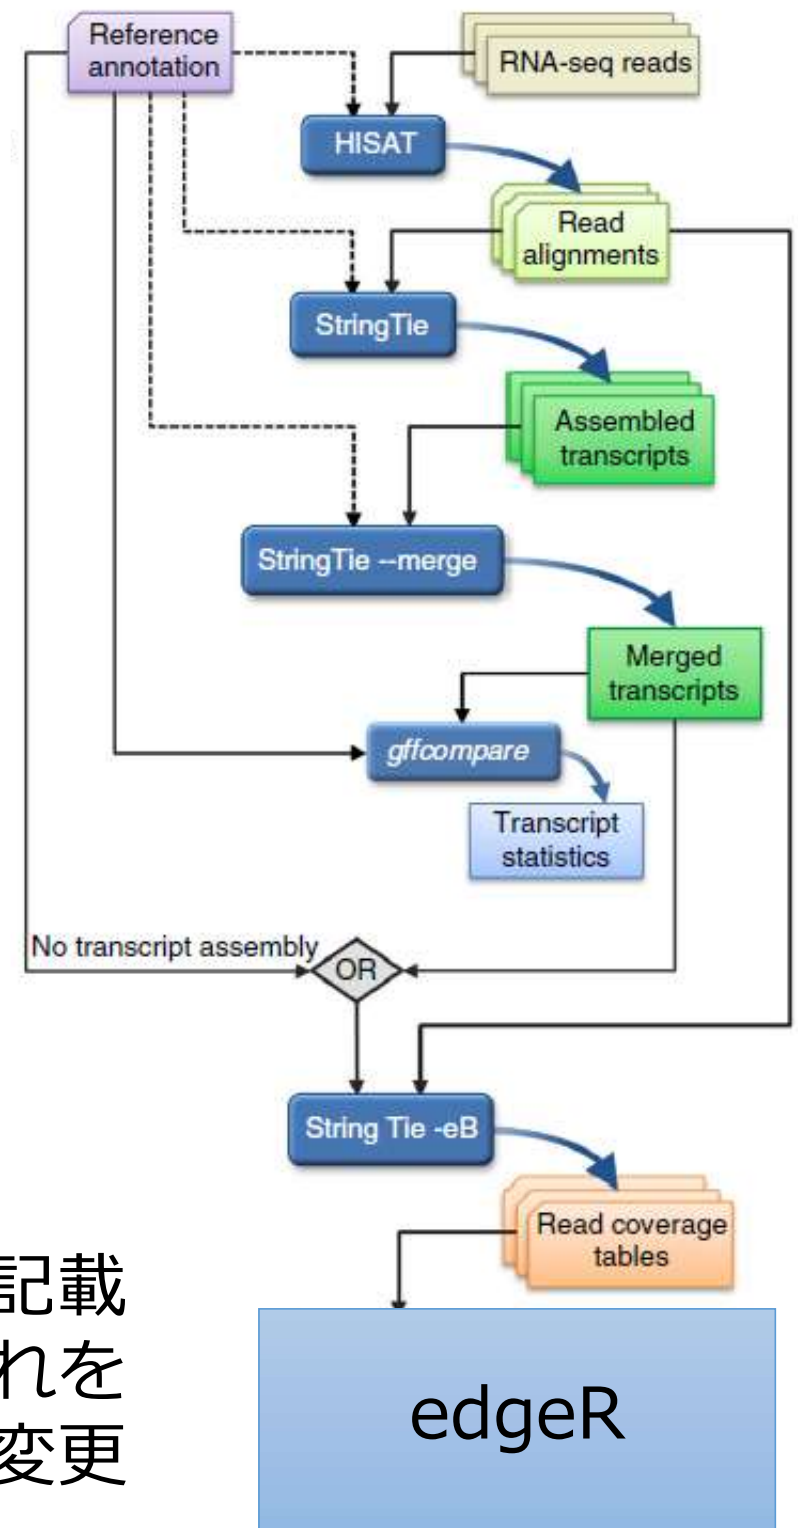 Reference
annotation
RNA-seq reads
HISAT
Read
alignments
StringTie
Assembled
transcripts
StringTie --merge
Merged
transcripts
gffcompare
Transcript
statistics
No transcript assembly
OR
String Tie -eB
Read coverage
tables
記載
れを
変更
edgeR